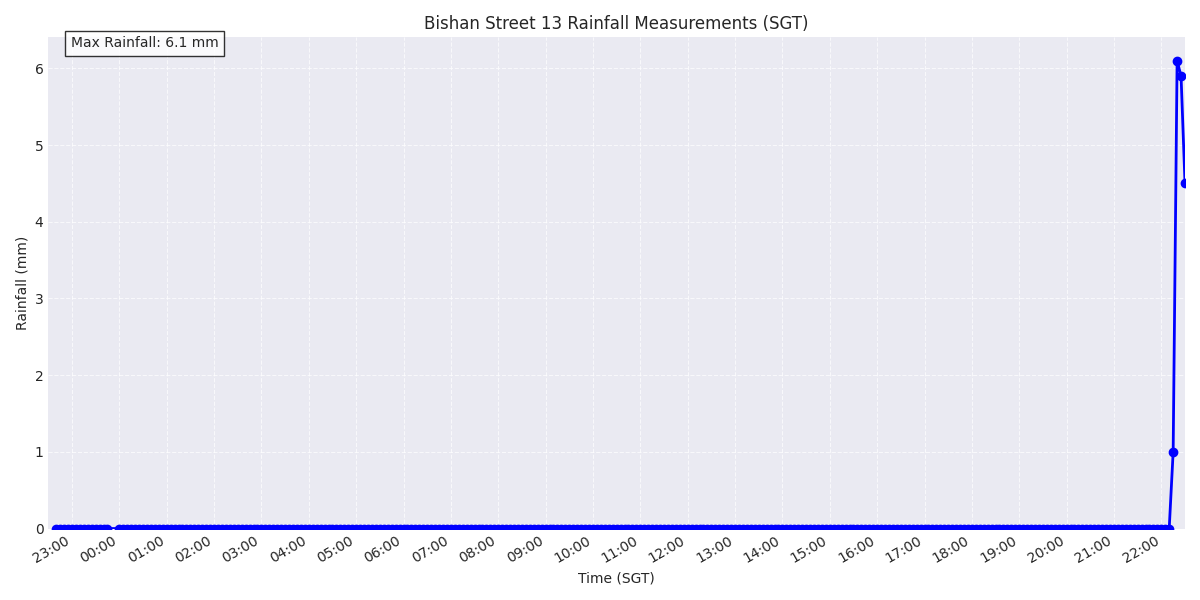 Bishan Street 13 Rainfall Measurements (SGT)
Max Rainfall: 6.1 mm
6
5
4
3
2
1
0
Rainfall (mm)
23:00 00:00 01:00 02:00 03:00 04:00 05:00 06:00 07:00 08:00 09:00 10:00 11:00 12:00 13:00 14:00 15:00 16:00 17:00 18:00 19:00 20:00 21:00 22:00
Time (SGT)